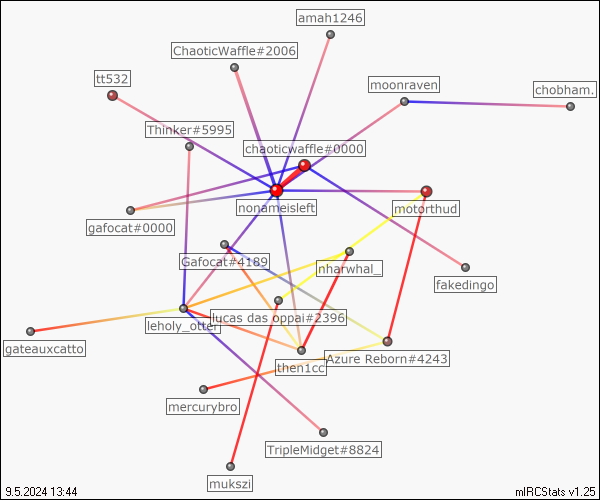 amah1246
ChaoticWaffle#2006
tt532
moonraven
chobham.
Thinker#5995
chaoticwaffle#0000
nonameisleft
motorthud
gafocat#0000
Gafocat#4189
nharwhal_
fakedingo
lucas das oppai#2396
leholy_otter
gateauxcatto
Azure Reborn#4243
then1cc
mercurybro
TripleMidget#8824
mukszi
9.5.2024 13:44
mIRCStats v1.25